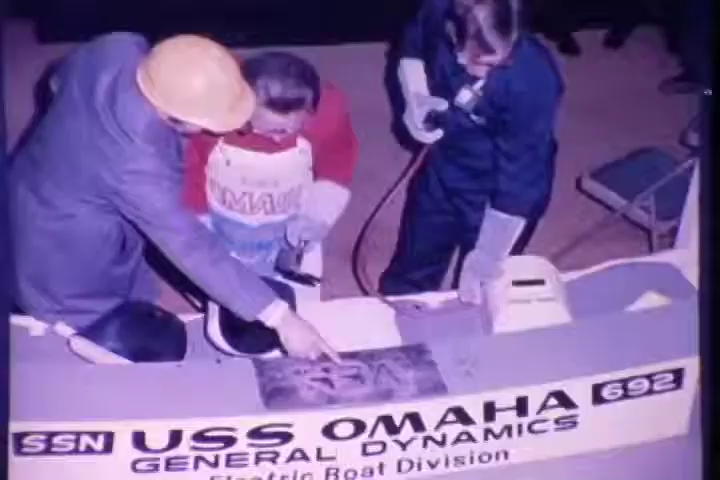 SSN USS OMAHA 692
GENERAL DYNAMICS
Electric Boat Division